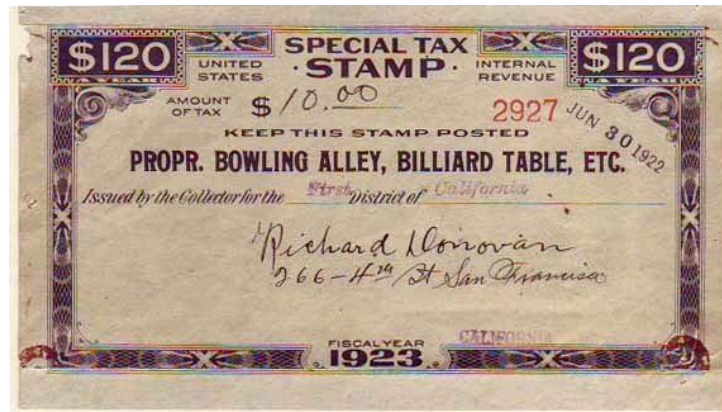 $120 SPECIAL TAX $120
A YEAR UNITED STATES · STAMP · INTERNAL REVENUE A YEAR
AMOUNT OF TAX $ 10.00 2927 JUN 30 1922
KEEP THIS STAMP POSTED
PROPR. BOWLING ALLEY, BILLIARD TABLE, ETC.
Issued by the Collector for the First District of California
Richard Donovan
266-4th St San Francisco
CALIFORNIA
FISCAL YEAR
1923